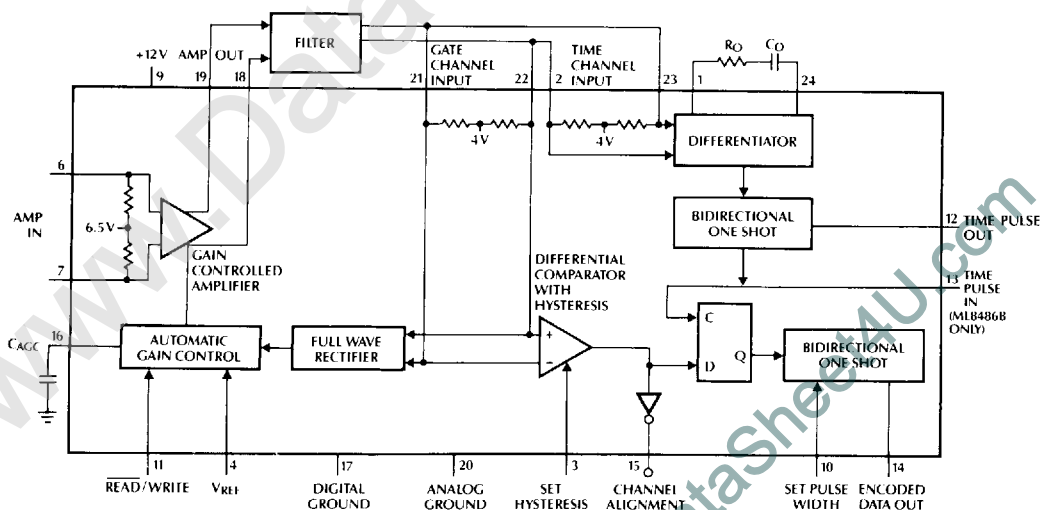 +12V
9
AMP OUT
19
18
FILTER
21
GATE
CHANNEL
INPUT
22
2
TIME
CHANNEL
INPUT
23
RO
CO
1
24
4V
4V
DIFFERENTIATOR
6
AMP
IN
6.5V
7
GAIN
CONTROLLED
AMPLIFIER
BIDIRECTIONAL
ONE SHOT
12
TIME PULSE
OUT
DIFFERENTIAL
COMPARATOR
WITH
HYSTERESIS
13
TIME
PULSE
IN
(ML8486B
ONLY)
CAGC
16
AUTOMATIC
GAIN CONTROL
FULL WAVE
RECTIFIER
+
−
C
D
Q
BIDIRECTIONAL
ONE SHOT
11
READ/WRITE
4
VREF
17
DIGITAL
GROUND
20
ANALOG
GROUND
3
SET
HYSTERESIS
15
CHANNEL
ALIGNMENT
10
SET PULSE
WIDTH
14
ENCODED
DATA OUT
www.Data
ataSheet4U.com